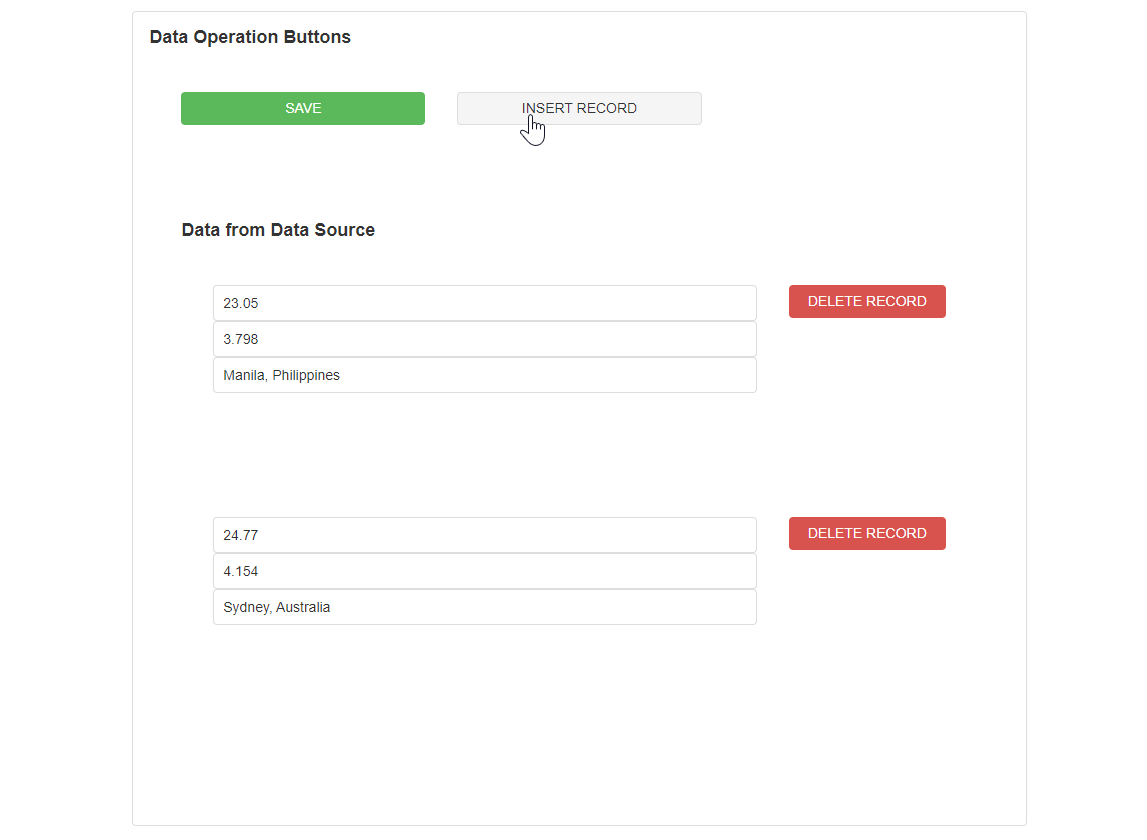 Data Operation Buttons
SAVE
INSERT RECORD
Data from Data Source
23.05
DELETE RECORD
3.798
Manila, Philippines
24.77
DELETE RECORD
4.154
Sydney, Australia